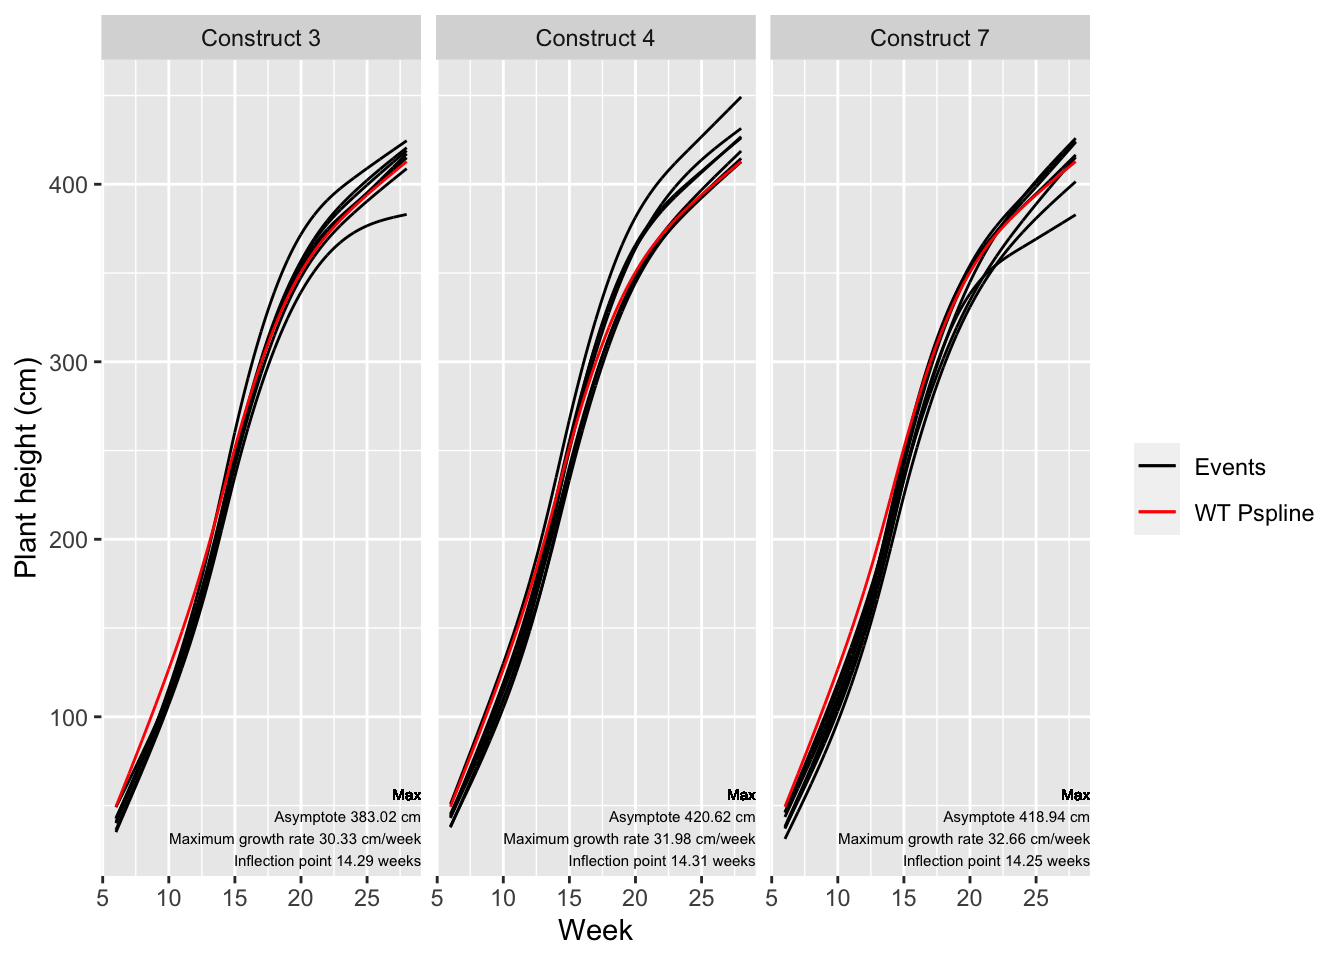 Construct 3 Construct 4 Construct 7
Plant height (cm)
400
300
200
100
Max Max Max
Asymptote 383.02 cm Asymptote 420.62 cm Asymptote 418.94 cm
Maximum growth rate 30.33 cm/week Maximum growth rate 31.98 cm/week Maximum growth rate 32.66 cm/week
Inflection point 14.29 weeks Inflection point 14.31 weeks Inflection point 14.25 weeks
5 10 15 20 25 5 10 15 20 25 5 10 15 20 25
Week
Events
WT Pspline